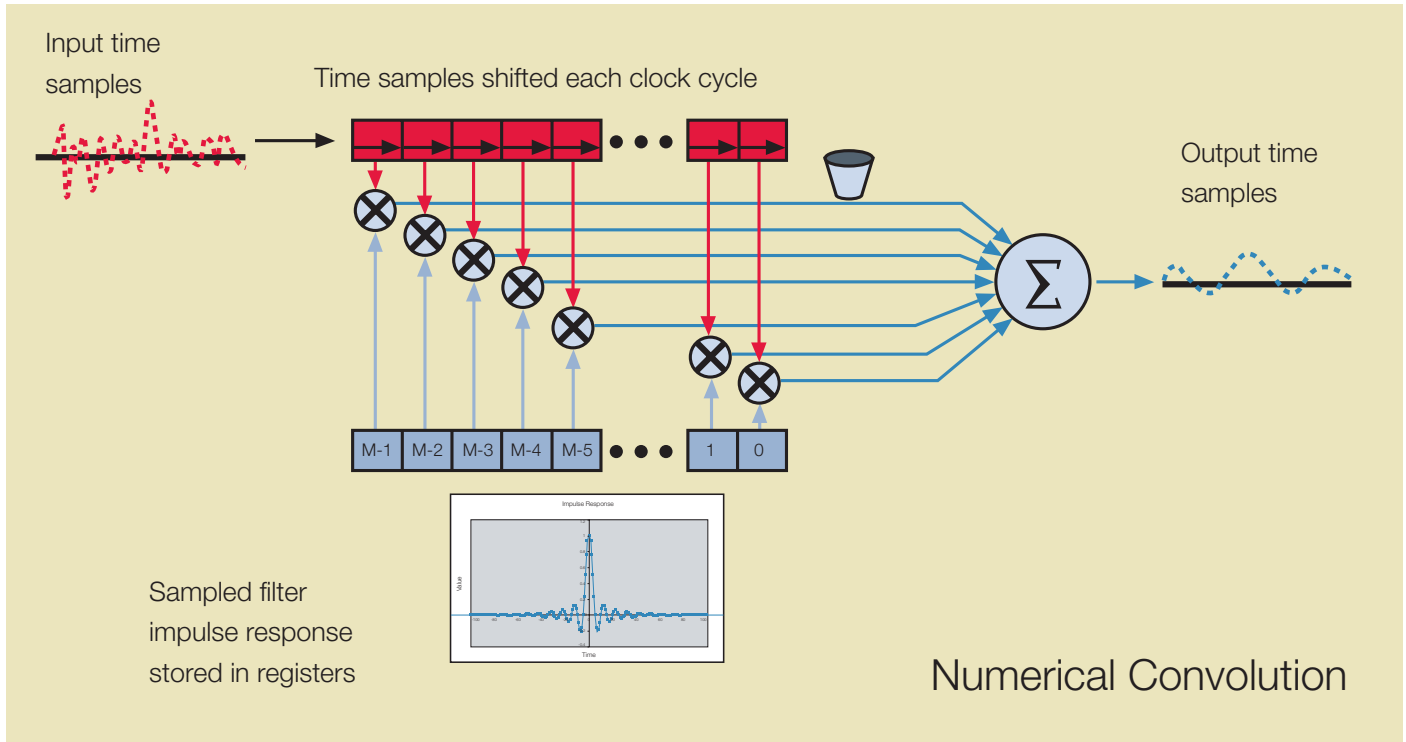 Input time
samples
Time samples shifted each clock cycle
Output time
samples
Σ
M-1 M-2 M-3 M-4 M-5 1 0
Impulse Response
Value
Time
Sampled filter
impulse response
stored in registers
Numerical Convolution